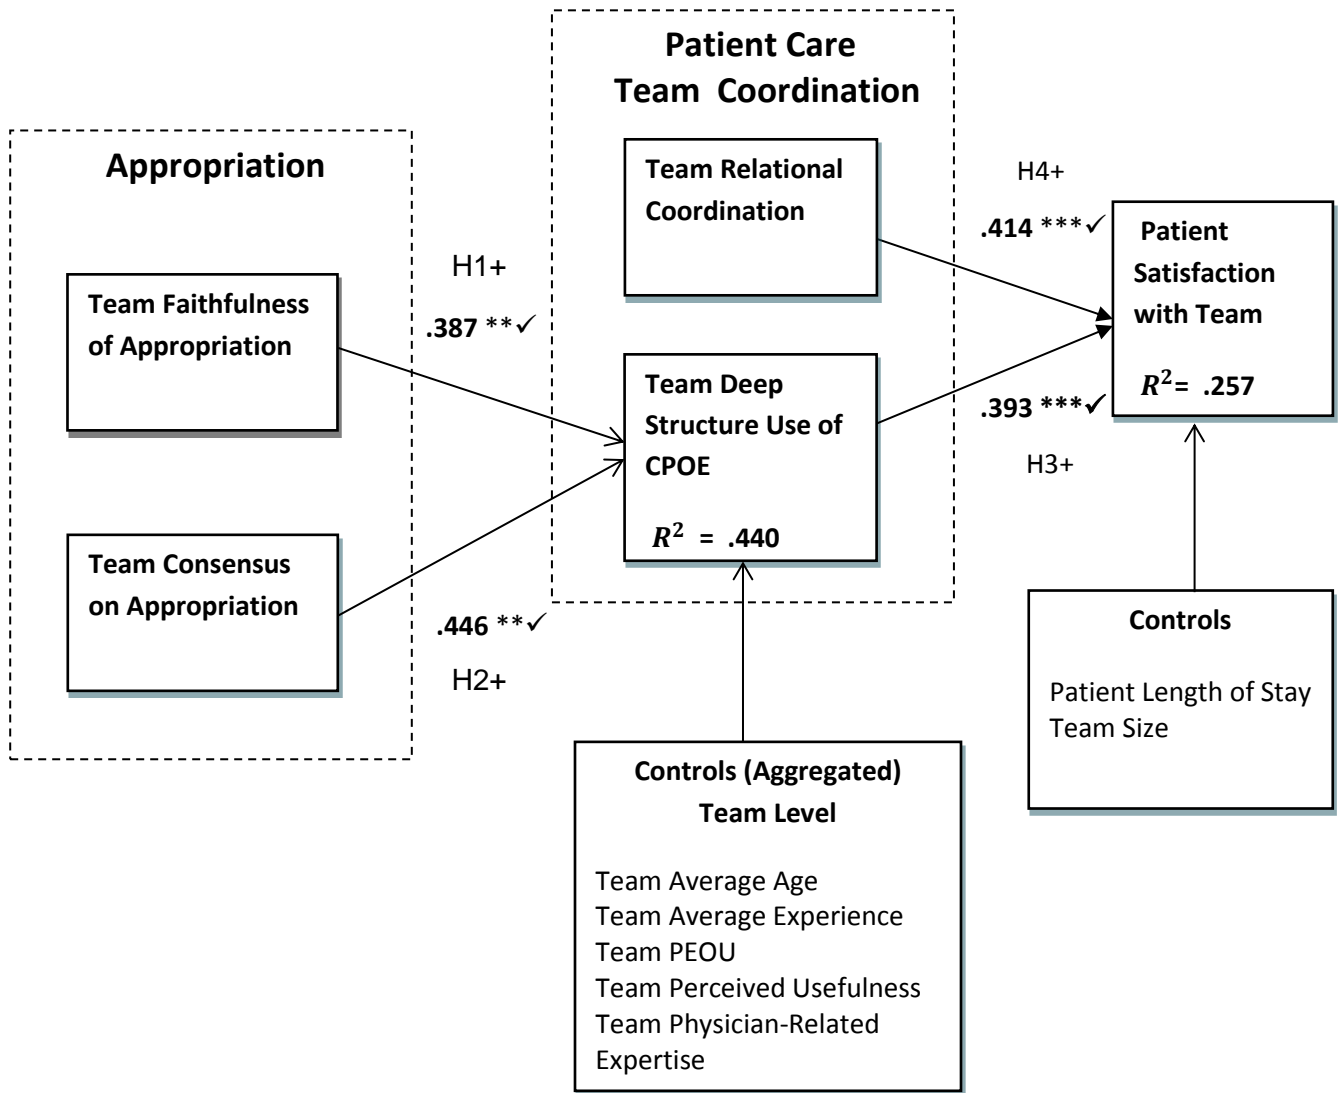 Patient Care
Team Coordination
Appropriation
Team Relational
Coordination
H4+
.414 ***✓
Patient
Satisfaction
with Team
R² = .257
H1+
.387 **✓
Team Faithfulness
of Appropriation
Team Deep
Structure Use of
CPOE
R² = .440
.393 ***✓
H3+
Team Consensus
on Appropriation
.446 **✓
H2+
Controls
Patient Length of Stay
Team Size
Controls (Aggregated)
Team Level
Team Average Age
Team Average Experience
Team PEOU
Team Perceived Usefulness
Team Physician-Related
Expertise